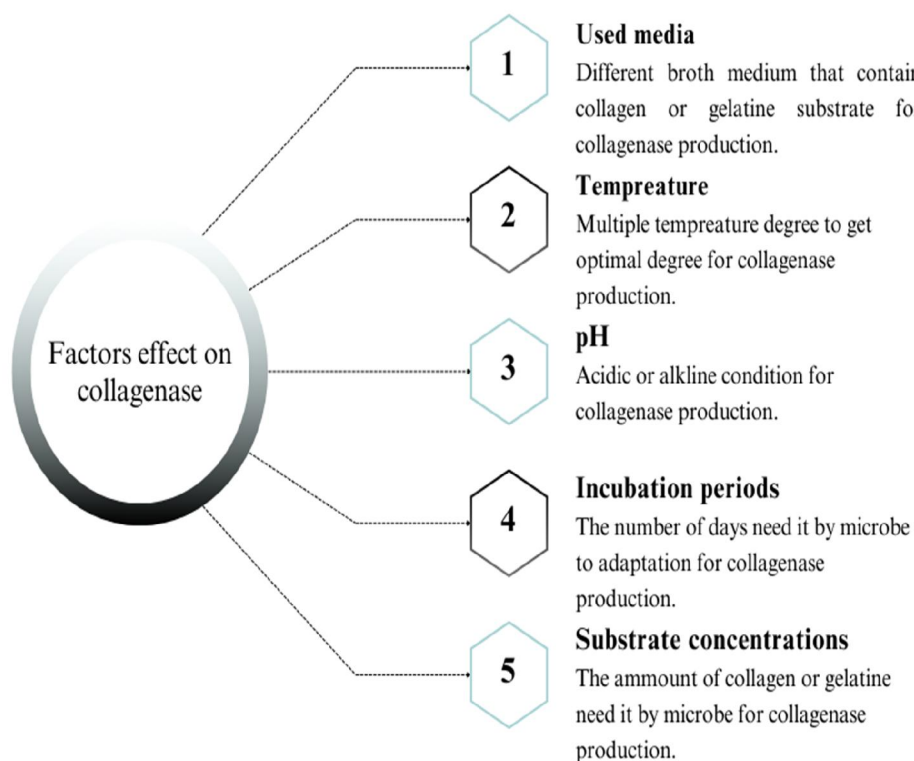 Factors effect on
collagenase
1
Used media
Different broth medium that contain
collagen or gelatine substrate fo
collagenase production.
2
Tempreature
Multiple tempreature degree to get
optimal degree for collagenase
production.
3
pH
Acidic or alkline condition for
collagenase production.
4
Incubation periods
The number of days need it by microbe
to adaptation for collagenase
production.
5
Substrate concentrations
The ammount of collagen or gelatine
need it by microbe for collagenase
production.